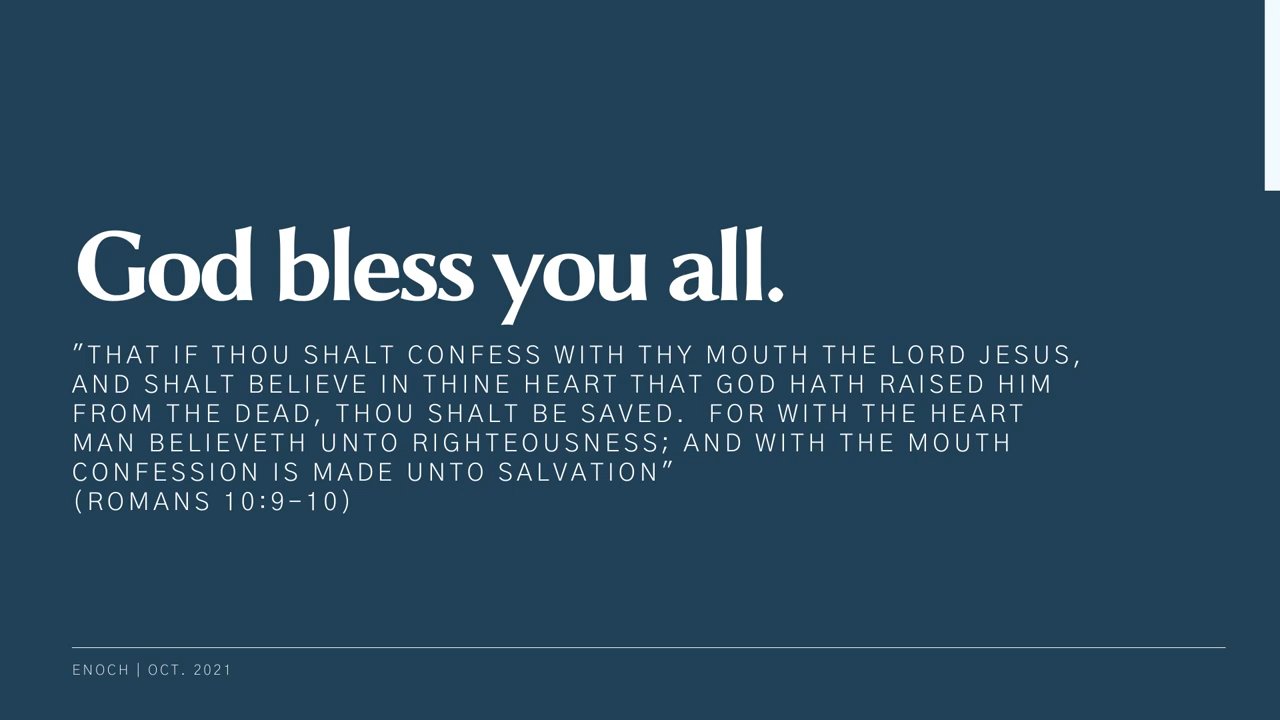 God bless you all.
"THAT IF THOU SHALT CONFESS WITH THY MOUTH THE LORD JESUS,
AND SHALT BELIEVE IN THINE HEART THAT GOD HATH RAISED HIM
FROM THE DEAD, THOU SHALT BE SAVED.  FOR WITH THE HEART
MAN BELIEVETH UNTO RIGHTEOUSNESS; AND WITH THE MOUTH
CONFESSION IS MADE UNTO SALVATION"
(ROMANS 10:9-10)
ENOCH | OCT. 2021